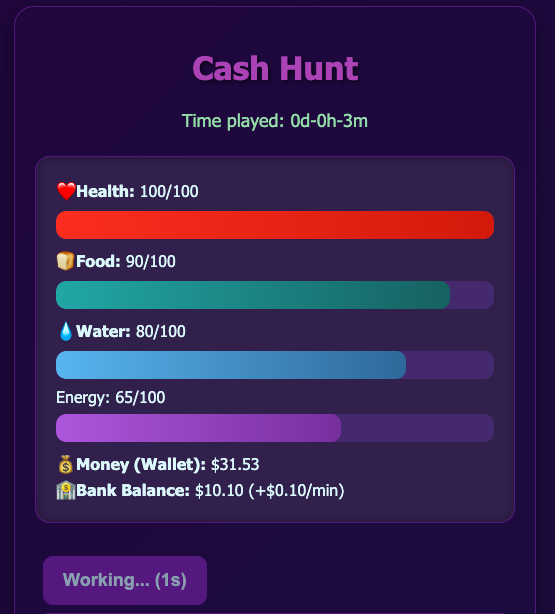 Cash Hunt
Time played: 0d-0h-3m
❤️Health: 100/100
🍞Food: 90/100
💧Water: 80/100
Energy: 65/100
💰Money (Wallet): $31.53
🏦Bank Balance: $10.10 (+$0.10/min)
Working... (1s)